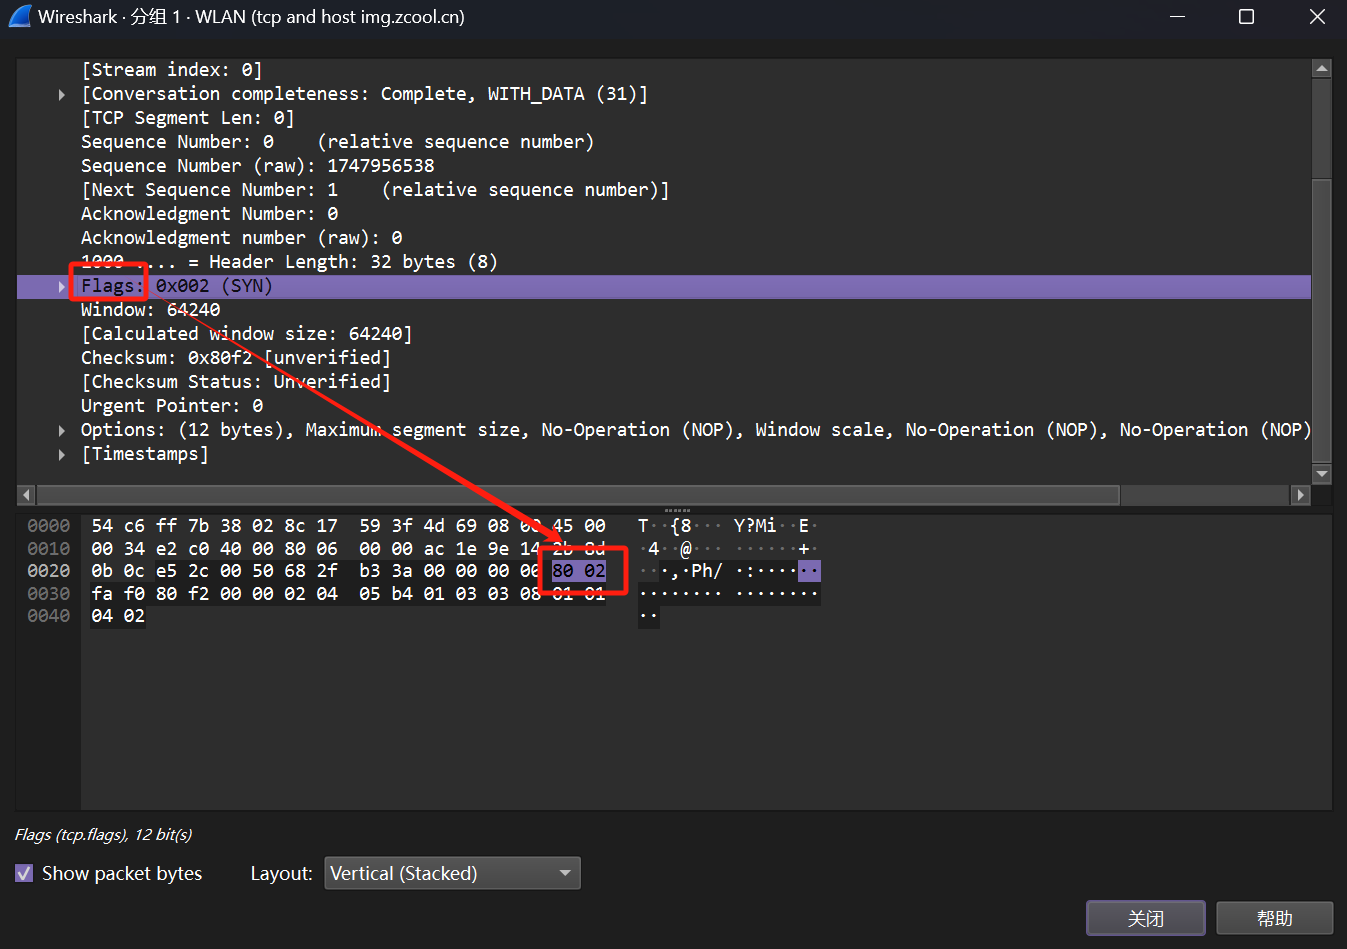 Wireshark · 分组 1 · WLAN (tcp and host img.zcool.cn)
[Stream index: 0]
[Conversation completeness: Complete, WITH_DATA (31)]
[TCP Segment Len: 0]
Sequence Number: 0    (relative sequence number)
Sequence Number (raw): 1747956538
[Next Sequence Number: 1    (relative sequence number)]
Acknowledgment Number: 0
Acknowledgment number (raw): 0
1000 .... = Header Length: 32 bytes (8)
Flags: 0x002 (SYN)
Window: 64240
[Calculated window size: 64240]
Checksum: 0x80f2 [unverified]
[Checksum Status: Unverified]
Urgent Pointer: 0
Options: (12 bytes), Maximum segment size, No-Operation (NOP), Window scale, No-Operation (NOP), No-Operation (NOP)
[Timestamps]
0000 54 c6 ff 7b 38 02 8c 17  59 3f 4d 69 08 00 45 00  T··{8··· Y?Mi··E·
0010 00 34 e2 c0 40 00 80 06  00 00 ac 1e 9e 14 2b 8d  ·4··@··· ······+·
0020 0b 0c e5 2c 00 50 68 2f  b3 3a 00 00 00 00 80 02  ···,·Ph/ ·:······
0030 fa f0 80 f2 00 00 02 04  05 b4 01 03 03 08 01 01  ········ ········
0040 04 02  ··
Flags (tcp.flags), 12 bit(s)
Show packet bytes Layout: Vertical (Stacked)
关闭 帮助